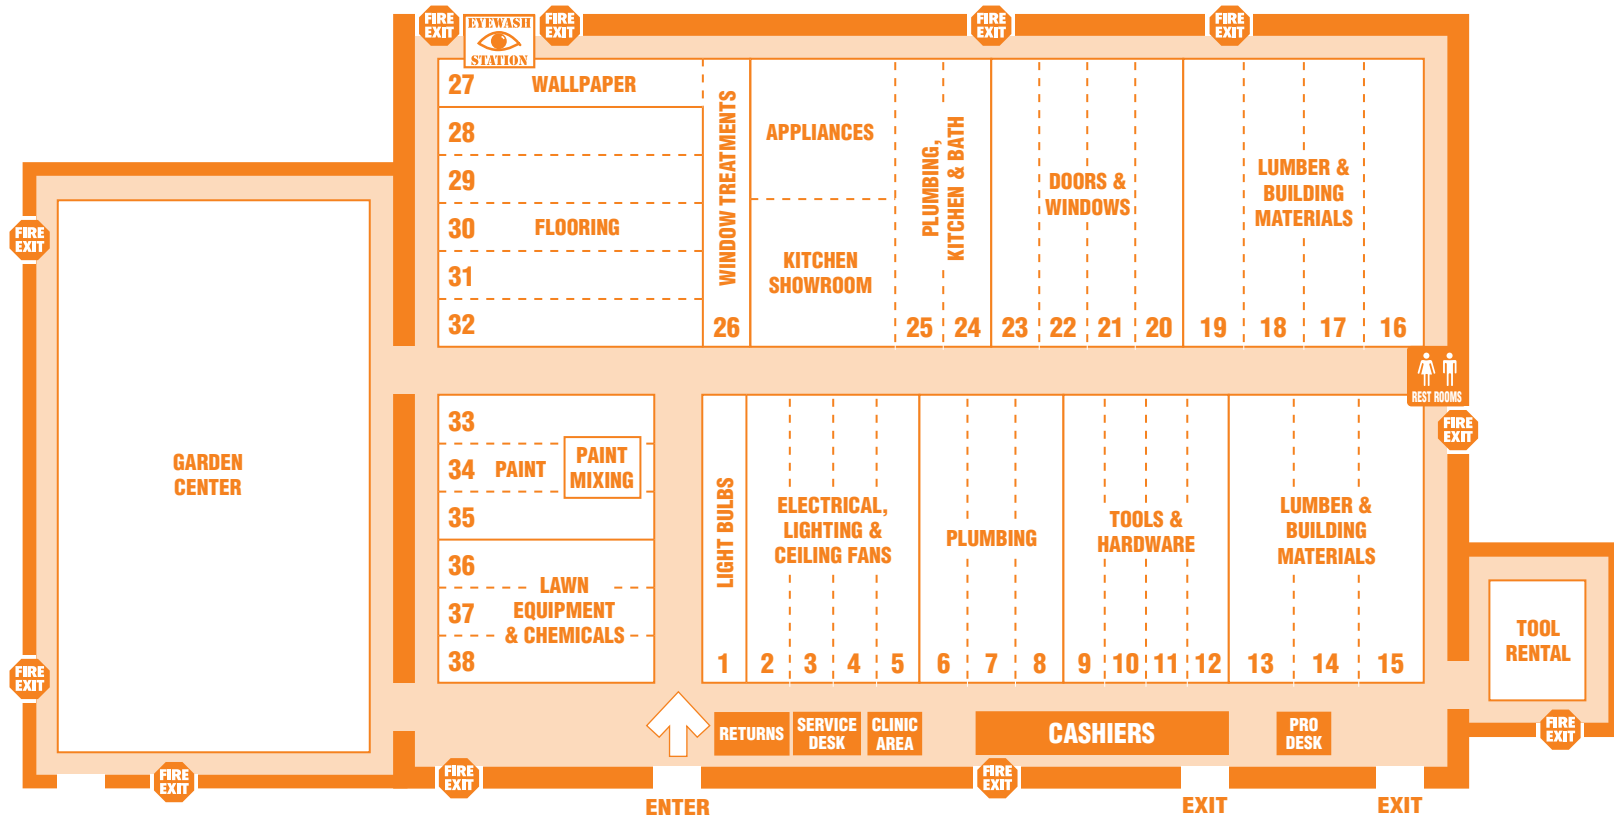 FIRE
EXIT
EYEWASH
STATION
FIRE
EXIT
FIRE
EXIT
FIRE
EXIT
27 WALLPAPER
28
29
30 FLOORING
31
32
WINDOW TREATMENTS
26
APPLIANCES
KITCHEN
SHOWROOM
PLUMBING,
KITCHEN & BATH
25 24
DOORS &
WINDOWS
23 22 21 20
LUMBER &
BUILDING
MATERIALS
19 18 17 16
REST ROOMS
FIRE
EXIT
FIRE
EXIT
GARDEN
CENTER
FIRE
EXIT
FIRE
EXIT
33
34 PAINT
PAINT
MIXING
35
36
37
38
LAWN
EQUIPMENT
& CHEMICALS
LIGHT BULBS
1
ELECTRICAL,
LIGHTING &
CEILING FANS
2 3 4 5
PLUMBING
6 7 8
TOOLS &
HARDWARE
9 10 11 12
LUMBER &
BUILDING
MATERIALS
13 14 15
TOOL
RENTAL
FIRE
EXIT
RETURNS
SERVICE
DESK
CLINIC
AREA
CASHIERS
PRO
DESK
FIRE
EXIT
FIRE
EXIT
ENTER
EXIT
EXIT